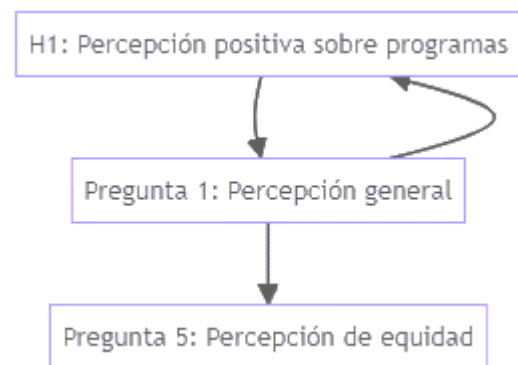 H1: Percepción positiva sobre programas
Pregunta 1: Percepción general
Pregunta 5: Percepción de equidad